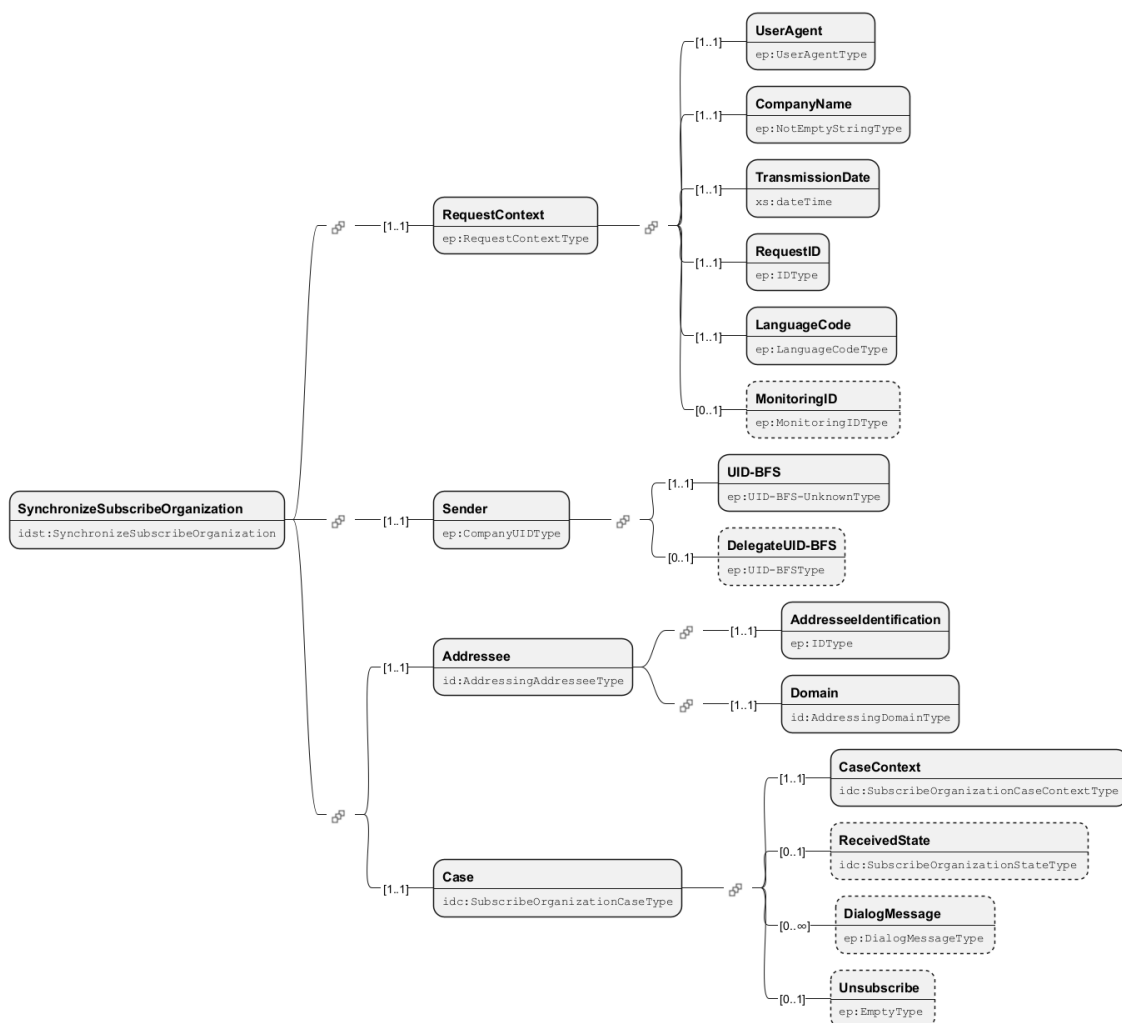 UserAgent
[1..1]
ep:UserAgentType
CompanyName
[1..1]
ep:NotEmptyStringType
TransmissionDate
[1..1]
xs:dateTime
RequestContext
[1..1]
ep:RequestContextType
RequestID
[1..1]
ep:IDType
LanguageCode
[1..1]
ep:LanguageCodeType
MonitoringID
[0..1]
ep:MonitoringIDType
UID-BFS
[1..1]
ep:UID-BFS-UnknownType
SynchronizeSubscribeOrganization
idst:SynchronizeSubscribeOrganization
Sender
[1..1]
ep:CompanyUIDType
DelegateUID-BFS
[0..1]
ep:UID-BFSType
AddresseeIdentification
[1..1]
ep:IDType
Addressee
[1..1]
id:AddressingAddresseeType
Domain
[1..1]
id:AddressingDomainType
CaseContext
[1..1]
idc:SubscribeOrganizationCaseContextType
ReceivedState
[0..1]
idc:SubscribeOrganizationStateType
Case
[1..1]
idc:SubscribeOrganizationCaseType
DialogMessage
[0..∞]
ep:DialogMessageType
Unsubscribe
[0..1]
ep:EmptyType